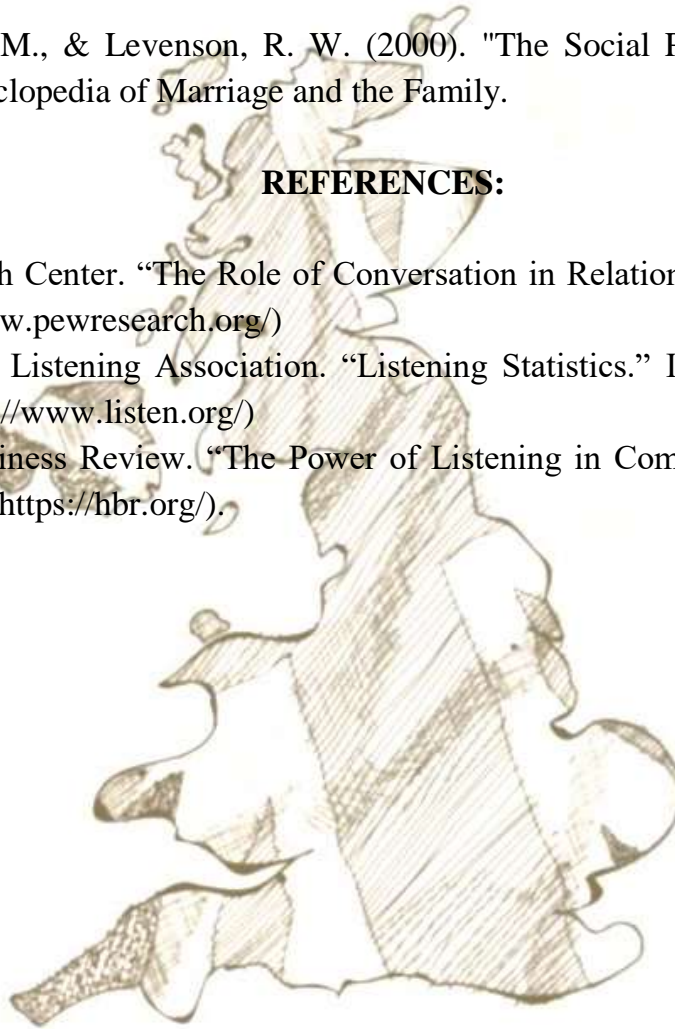 M., & Levenson, R. W. (2000). "The Social
clopedia of Marriage and the Family.
REFERENCES:
h Center. “The Role of Conversation in Relation
w.pewresearch.org/)
Listening Association. “Listening Statistics.”
://www.listen.org/)
iness Review. “The Power of Listening in Com
https://hbr.org/).